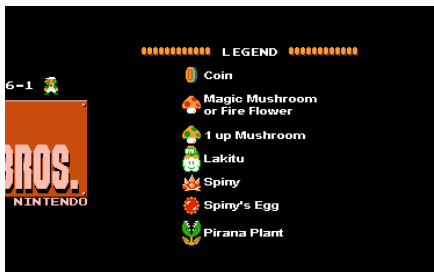 LEGEND
6-1
Coin
Magic Mushroom
or Fire Flower
1 up Mushroom
Lakitu
Spiny
BROS.
NINTENDO
Spiny's Egg
Pirana Plant